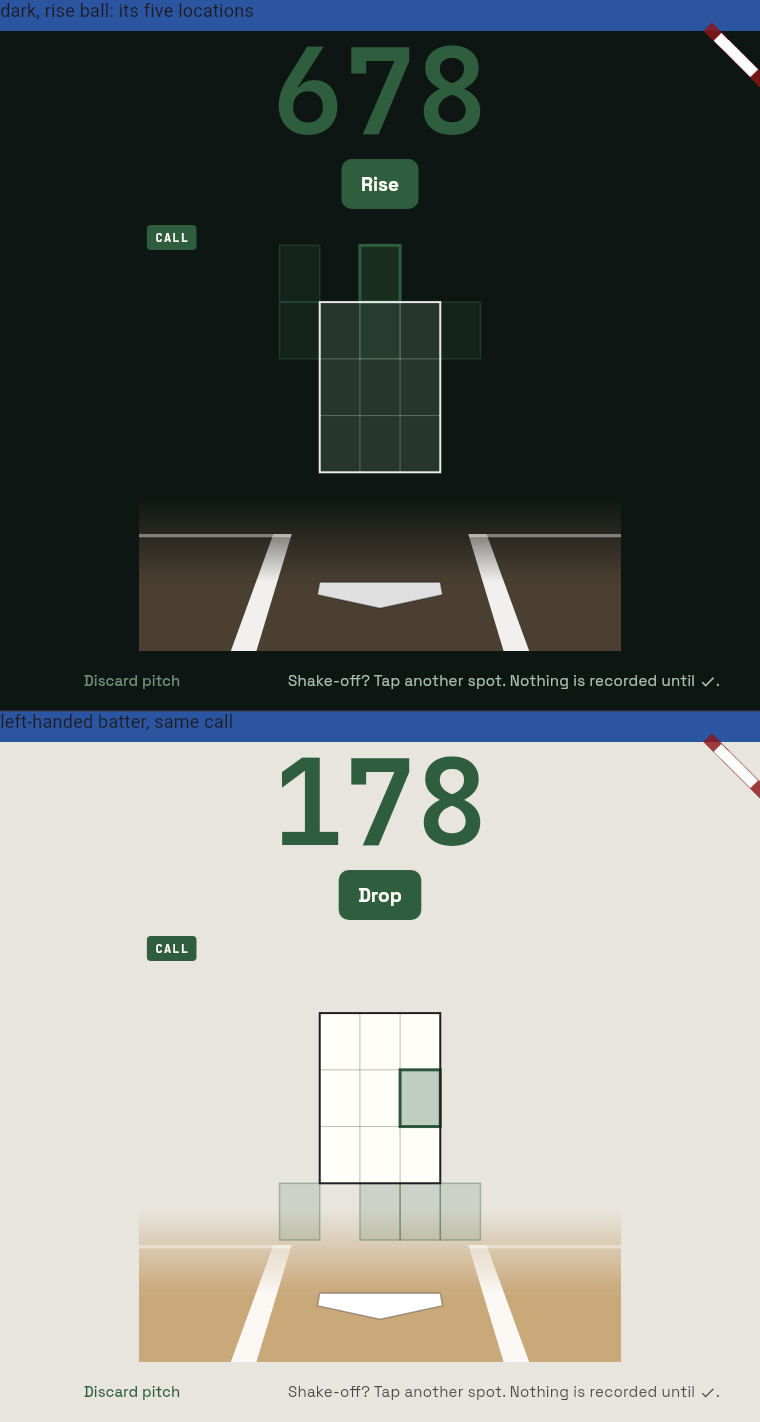 dark, rise ball: its five locations
678
Rise
CALL
Discard pitch
Shake-off? Tap another spot. Nothing is recorded until ✓.
left-handed batter, same call
178
Drop
CALL
Discard pitch
Shake-off? Tap another spot. Nothing is recorded until ✓.